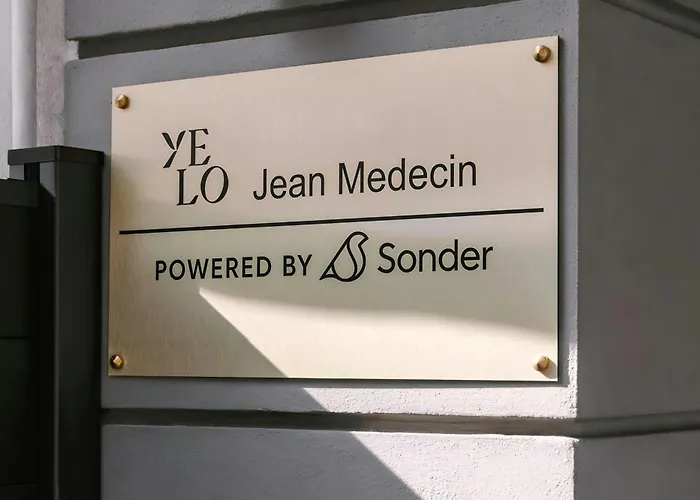 YE
LO Jean Medecin
POWERED BY Sonder